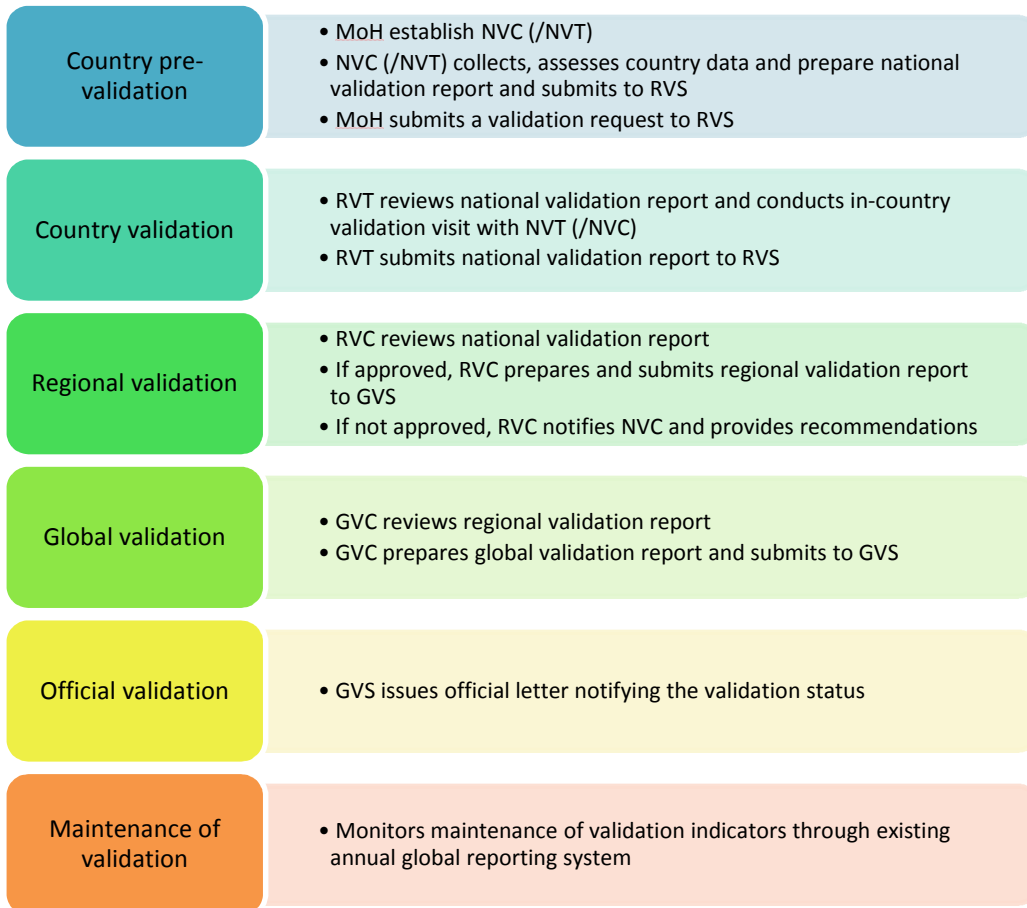 Country pre-
validation
• MoH establish NVC (/NVT)
• NVC (/NVT) collects, assesses country data and prepare national
validation report and submits to RVS
• MoH submits a validation request to RVS
Country validation
• RVT reviews national validation report and conducts in-country
validation visit with NVT (/NVC)
• RVT submits national validation report to RVS
Regional validation
• RVC reviews national validation report
• If approved, RVC prepares and submits regional validation report
to GVS
• If not approved, RVC notifies NVC and provides recommendations
Global validation
• GVC reviews regional validation report
• GVC prepares global validation report and submits to GVS
Official validation
• GVS issues official letter notifying the validation status
Maintenance of
validation
• Monitors maintenance of validation indicators through existing
annual global reporting system